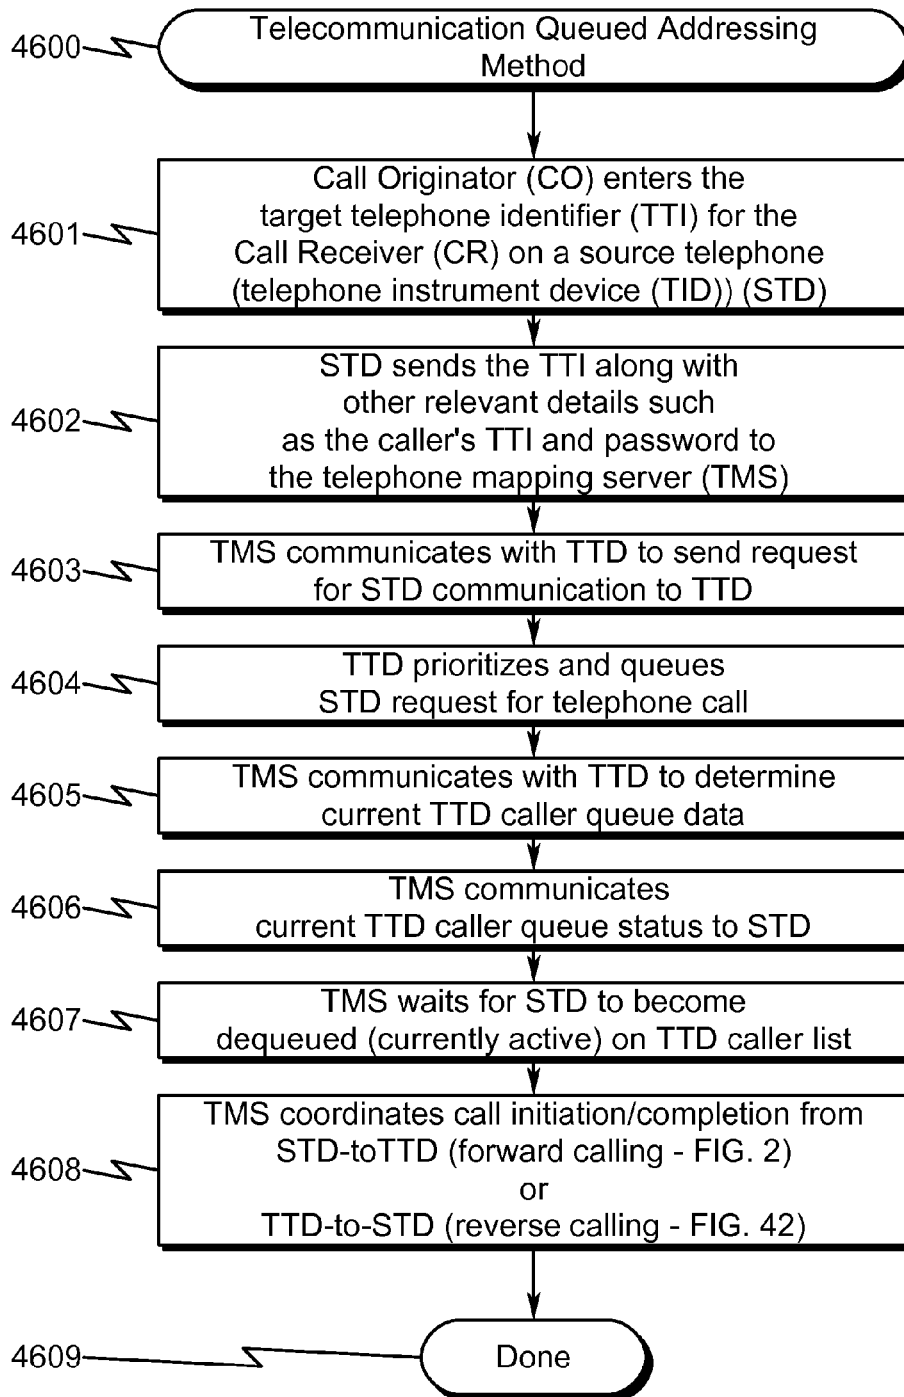 4600
Telecommunication Queued Addressing
Method
4601
Call Originator (CO) enters the
target telephone identifier (TTI) for the
Call Receiver (CR) on a source telephone
(telephone instrument device (TID)) (STD)
4602
STD sends the TTI along with
other relevant details such
as the caller's TTI and password to
the telephone mapping server (TMS)
4603
TMS communicates with TTD to send request
for STD communication to TTD
4604
TTD prioritizes and queues
STD request for telephone call
4605
TMS communicates with TTD to determine
current TTD caller queue data
4606
TMS communicates
current TTD caller queue status to STD
4607
TMS waits for STD to become
dequeued (currently active) on TTD caller list
4608
TMS coordinates call initiation/completion from
STD-toTTD (forward calling - FIG. 2)
or
TTD-to-STD (reverse calling - FIG. 42)
4609
Done